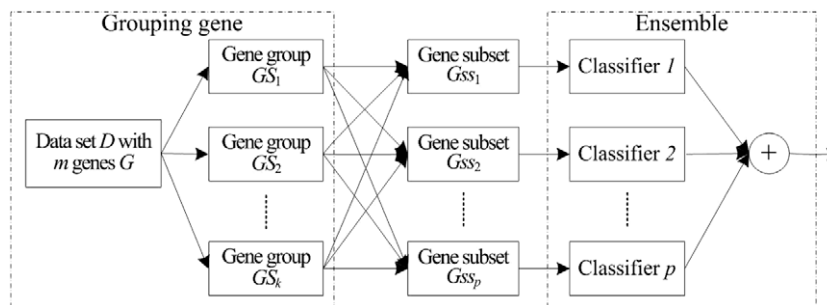 Grouping gene
Ensemble
Gene group
GS1
Gene subset
Gss1
Classifier 1
Data set D with
m genes G
Gene group
GS2
Gene subset
Gss2
Classifier 2
+
Gene group
GSk
Gene subset
Gssp
Classifier p